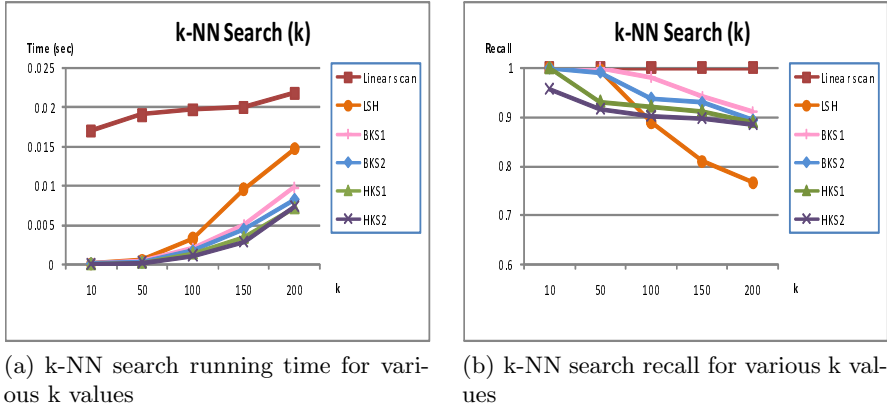 k-NN Search (k)
Time (sec)
0.025
0.02
0.015
0.01
0.005
0
10 50 100 150 200 k
Linear scan
LSH
BKS1
BKS2
HKS1
HKS2
(a) k-NN search running time for vari-
ous k values
k-NN Search (k)
Recall
1
0.9
0.8
0.7
0.6
10 50 100 150 200 k
Linear scan
LSH
BKS1
BKS2
HKS1
HKS2
(b) k-NN search recall for various k val-
ues